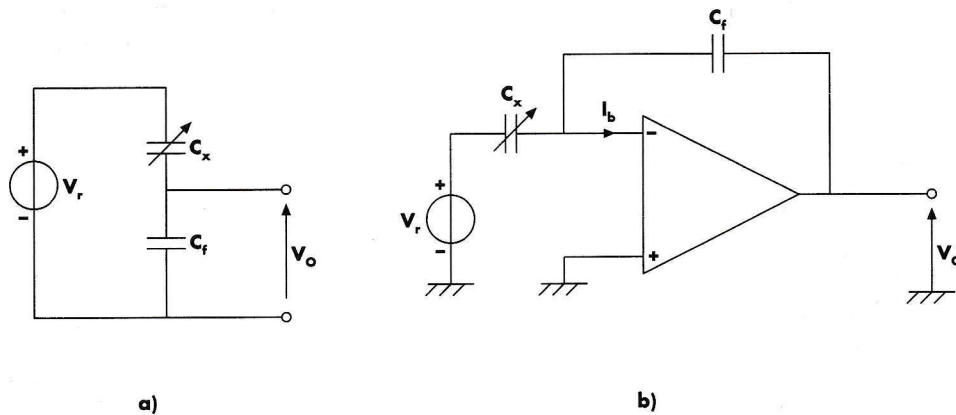 +
V_r
-
C_x
C_f
V_o
a)
C_f
C_x
I_b
-
+
+
V_r
-
V_o
b)